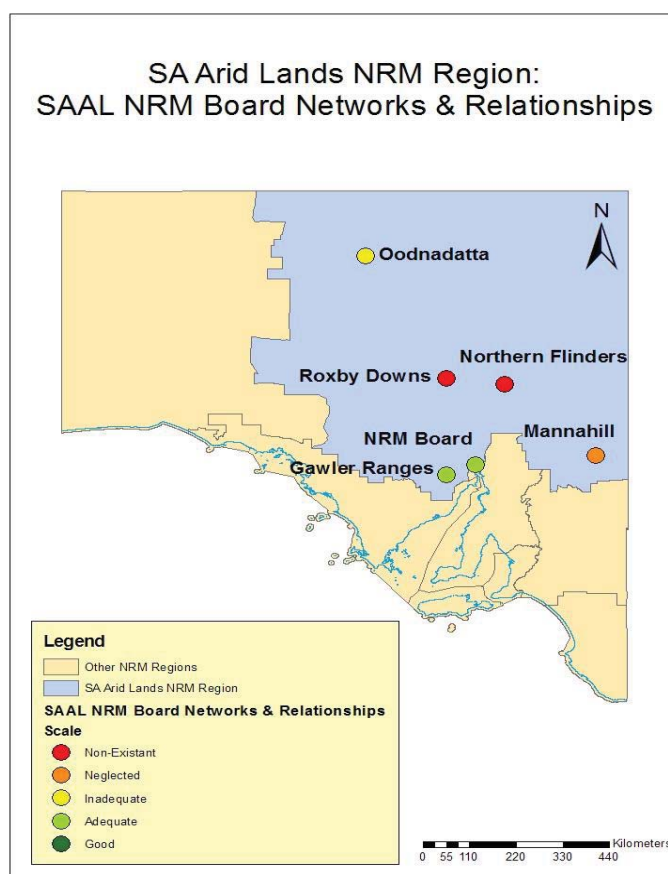 SA Arid Lands NRM Region:
SAAL NRM Board Networks & Relationships
N
Oodnadatta
Northern Flinders
Roxby Downs
NRM Board
Mannahill
Gawler Ranges
Legend
Other NRM Regions
SA Arid Lands NRM Region
SAAL NRM Board Networks & Relationships
Scale
Non-Existant
Neglected
Inadequate
Adequate
Good
Kilometers
0 55 110 220 330 440